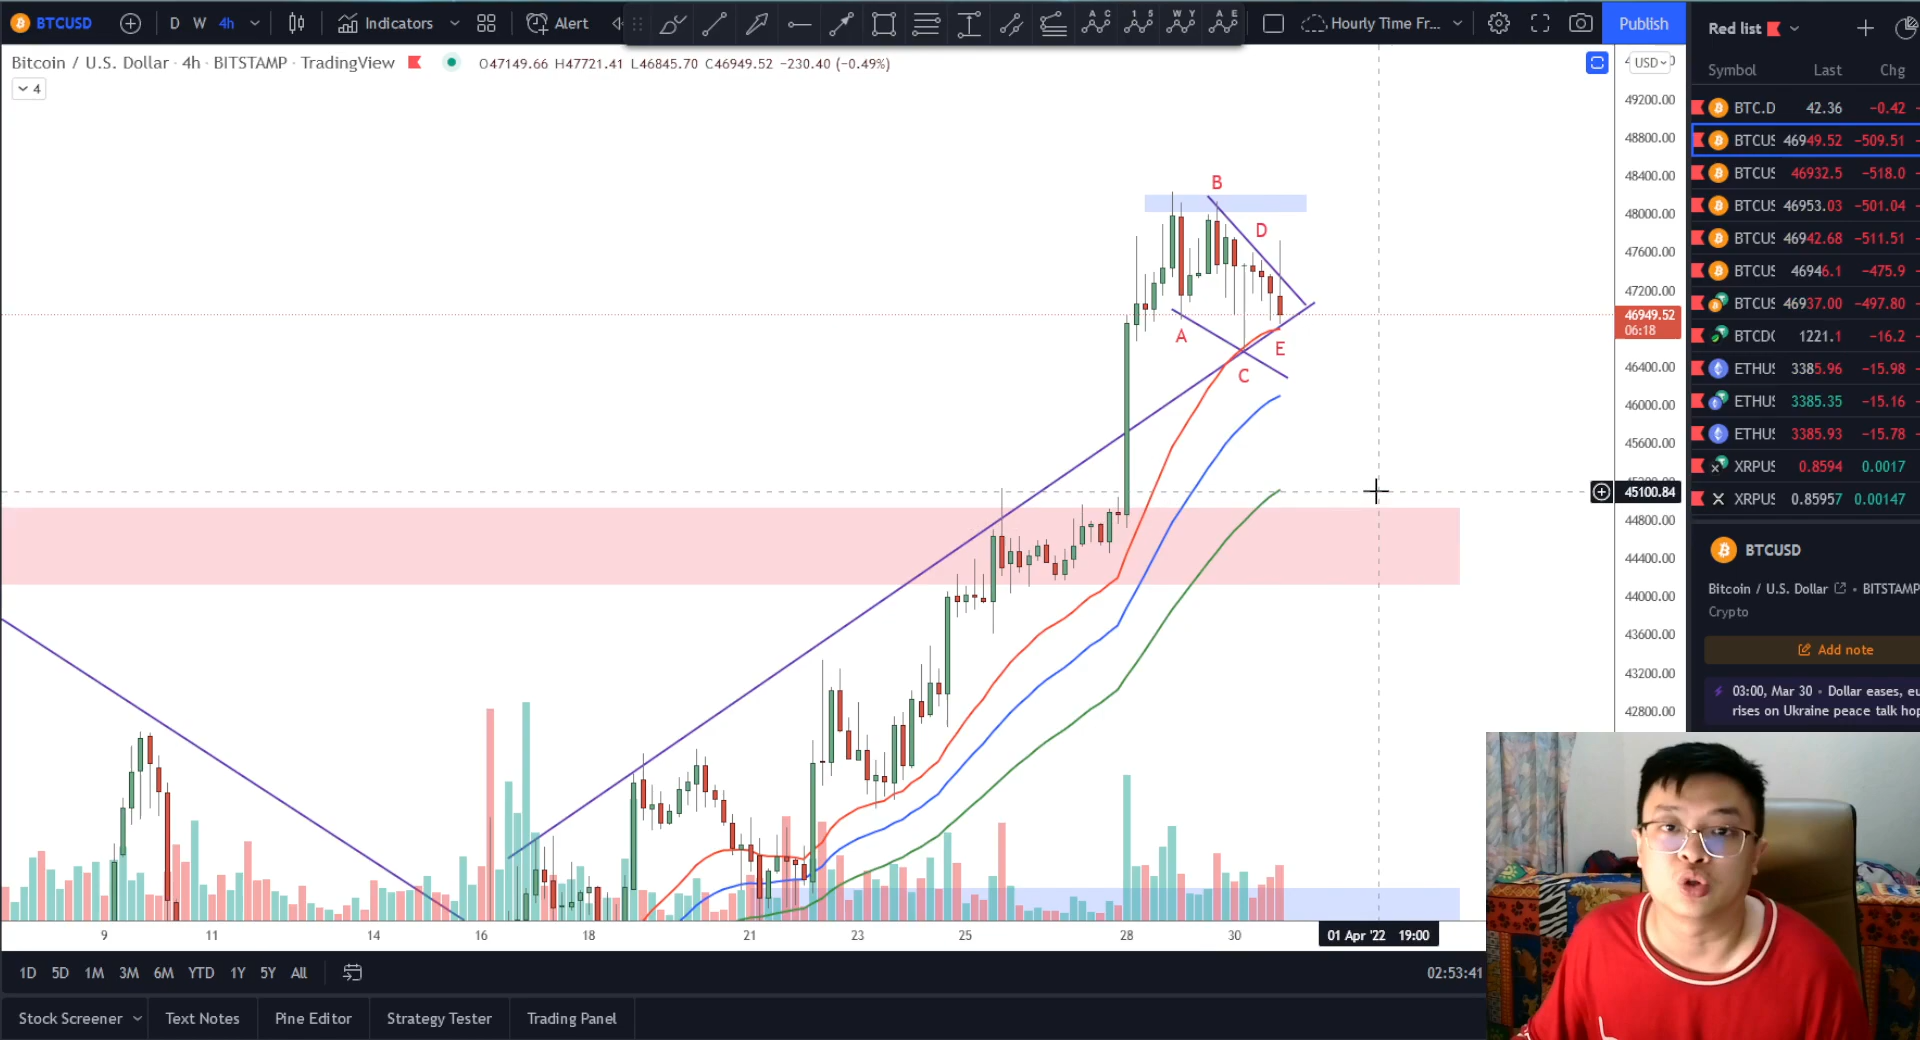 BTCUSD D W 4h Indicators Alert Hourly Time Fr... Publish
Bitcoin / U.S. Dollar · 4h · BITSTAMP · TradingView O47149.66 H47721.41 L46845.70 C46949.52 −230.40 (−0.49%)
4
USD
49200.00
48800.00
48400.00
48000.00
47600.00
47200.00
46949.52
06:18
46400.00
46000.00
45600.00
45100.84
44800.00
44400.00
44000.00
43600.00
43200.00
42800.00
B
D
A
E
C
9 11 14 16 18 21 23 25 28 30 01 Apr '22 19:00
1D 5D 1M 3M 6M YTD 1Y 5Y All 02:53:41
Stock Screener Text Notes Pine Editor Strategy Tester Trading Panel
Red list
Symbol Last Chg
BTC.D 42.36 −0.42
BTCUS 46949.52 −509.51
BTCUS 46932.5 −518.0
BTCUS 46953.03 −501.04
BTCUS 46942.68 −511.51
BTCUS 46946.1 −475.9
BTCUS 46937.00 −497.80
BTCDO 1221.1 −16.2
ETHUS 3385.96 −15.98
ETHUS 3385.35 −15.16
ETHUS 3385.93 −15.78
XRPUS 0.8594 0.0017
XRPUS 0.85957 0.00147
BTCUSD
Bitcoin / U.S. Dollar • BITSTAMP
Crypto
Add note
03:00, Mar 30 • Dollar eases, eu
rises on Ukraine peace talk hop